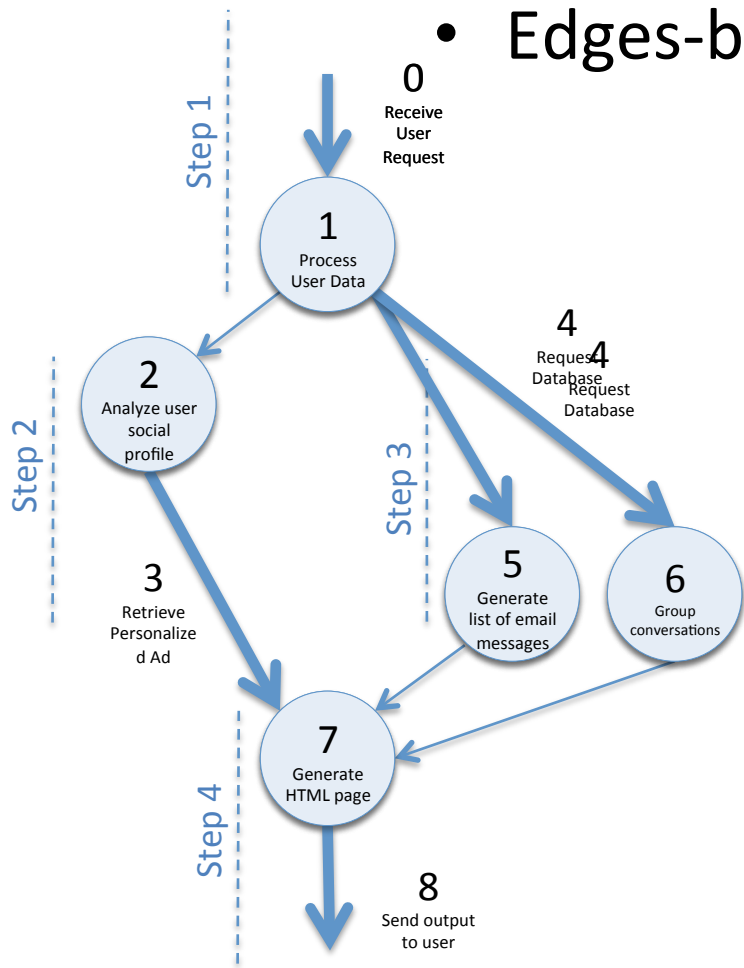 • Edges-b
0
Receive
User
Request
Step 1
1
Process
User Data
4
Request
Database
4
Request
Database
2
Analyze user
social
profile
Step 2
Step 3
3
Retrieve
Personalize
d Ad
5
Generate
list of email
messages
6
Group
conversations
7
Generate
HTML page
Step 4
8
Send output
to user